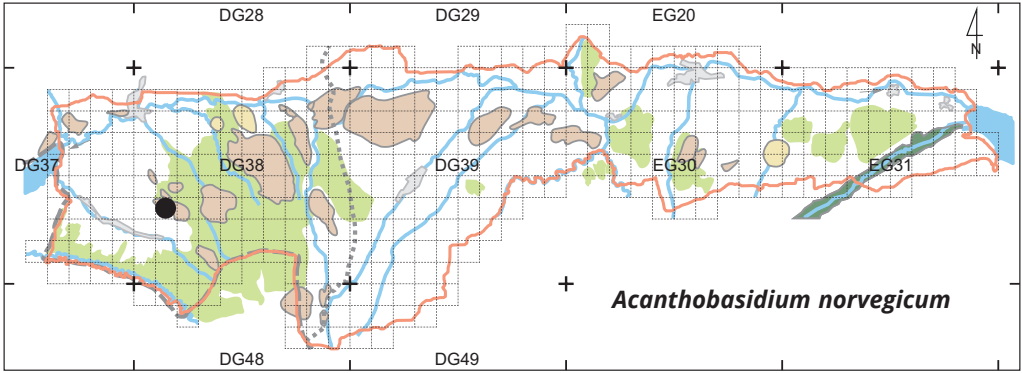 DG28 DG29 EG20
N
DG37 DG38 DG39 EG30 EG31
Acanthobasidium norvegicum
DG48 DG49